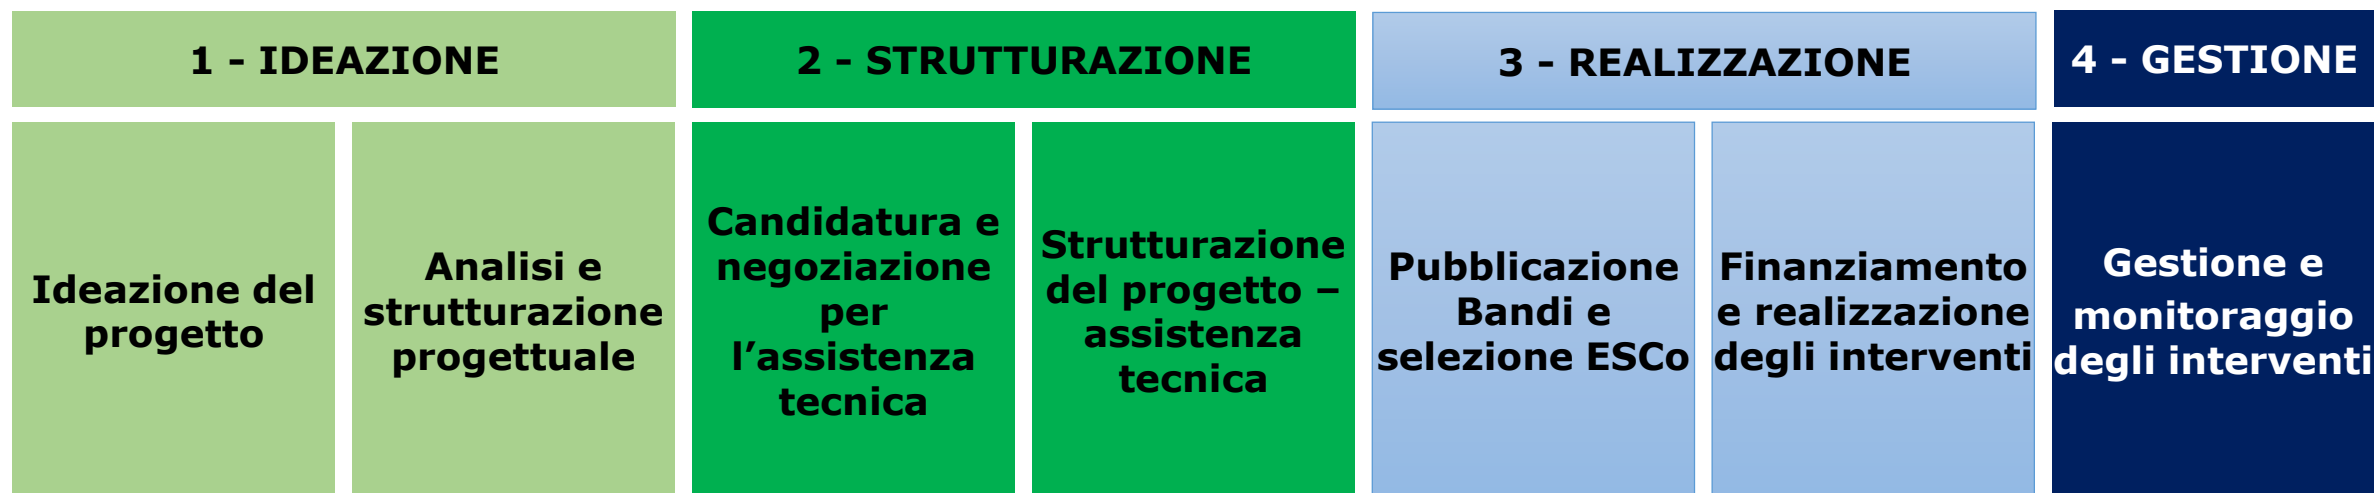 1 - IDEAZIONE
2 - STRUTTURAZIONE
3 - REALIZZAZIONE
4 - GESTIONE
Ideazione del
progetto
Analisi e
strutturazione
progettuale
Candidatura e
negoziazione
per
l’assistenza
tecnica
Strutturazione
del progetto –
assistenza
tecnica
Pubblicazione
Bandi e
selezione ESCo
Finanziamento
e realizzazione
degli interventi
Gestione e
monitoraggio
degli interventi